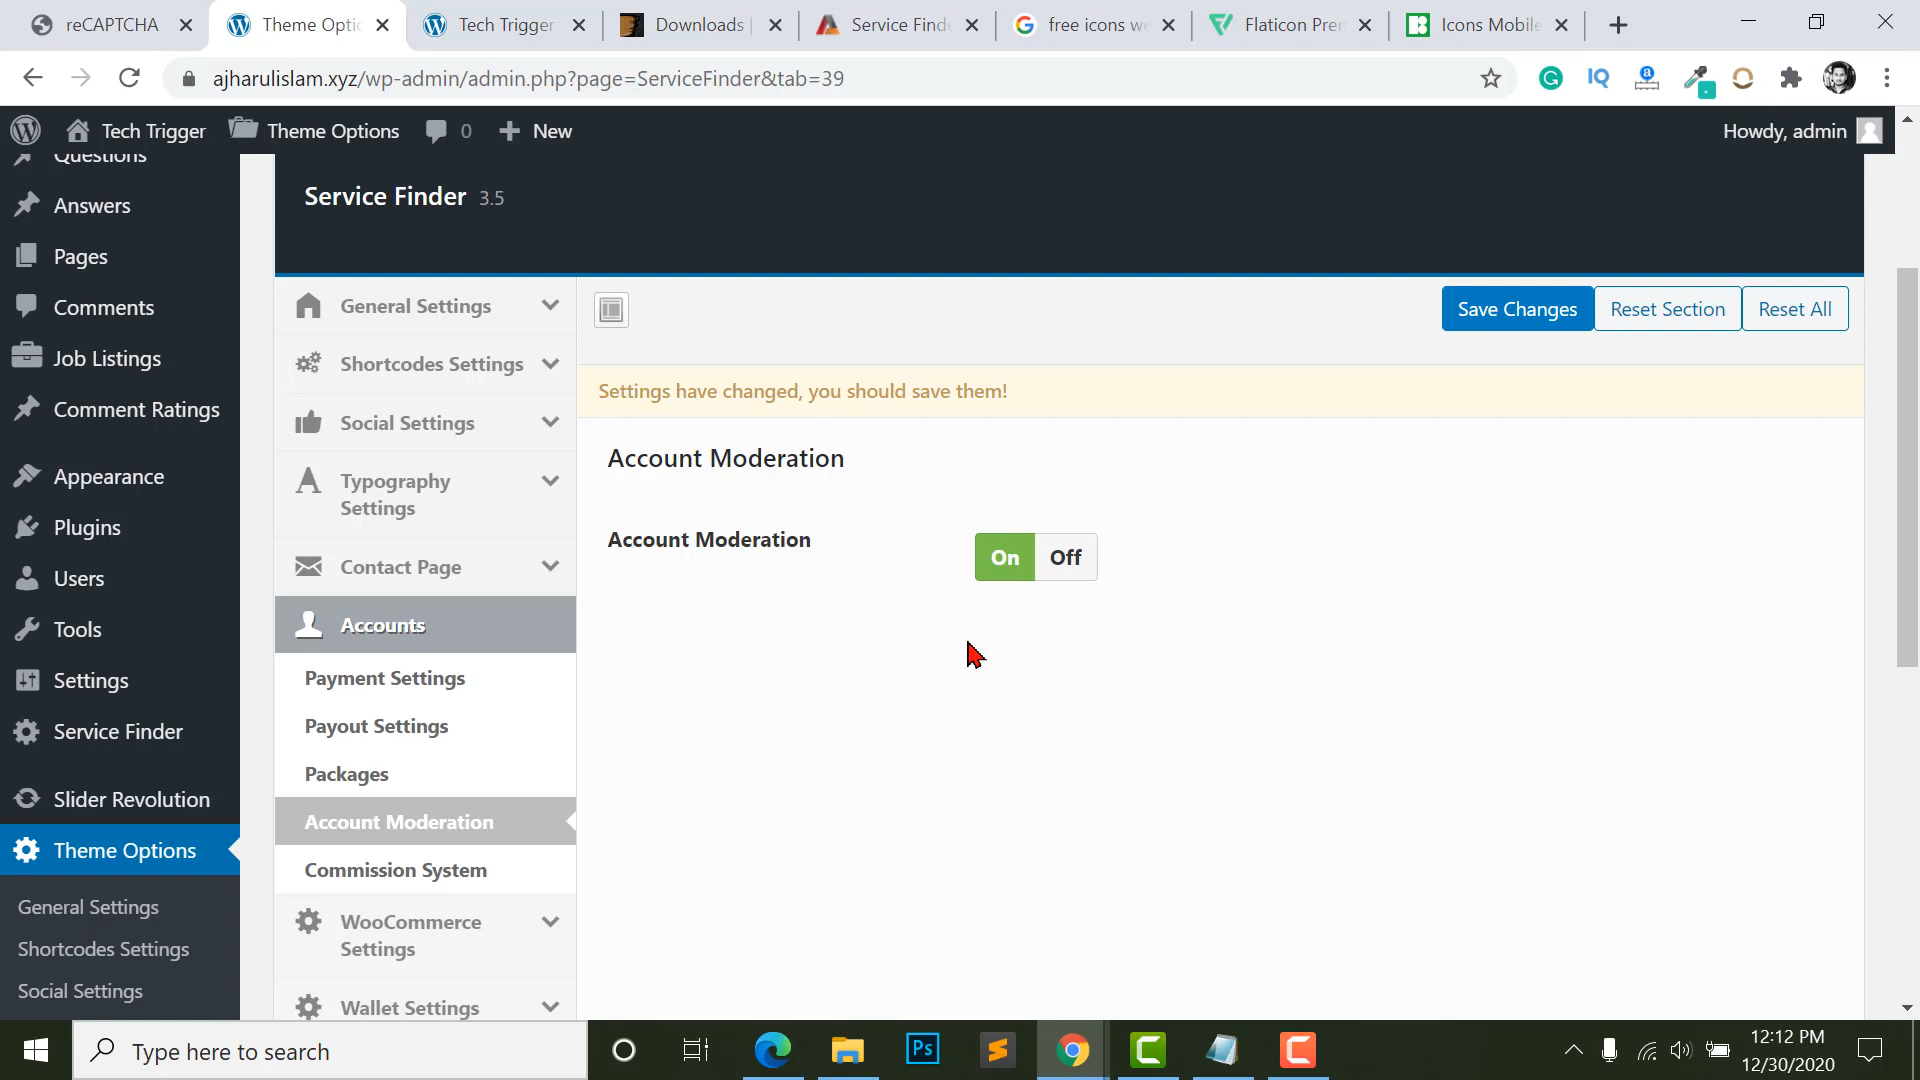 reCAPTCHA
Theme Optio
Tech Trigger
Downloads |
Service Finde
free icons we
Flaticon Prem
Icons Mobile
ajharulislam.xyz/wp-admin/admin.php?page=ServiceFinder&tab=39
Tech Trigger
Theme Options
0
New
Howdy, admin
Questions
Answers
Pages
Comments
Job Listings
Comment Ratings
Appearance
Plugins
Users
Tools
Settings
Service Finder
Slider Revolution
Theme Options
General Settings
Shortcodes Settings
Social Settings
Service Finder 3.5
General Settings
Shortcodes Settings
Social Settings
Typography
Settings
Contact Page
Accounts
Payment Settings
Payout Settings
Packages
Account Moderation
Commission System
WooCommerce
Settings
Wallet Settings
Save Changes
Reset Section
Reset All
Settings have changed, you should save them!
Account Moderation
Account Moderation
On
Off
Type here to search
Ps
12:12 PM
12/30/2020